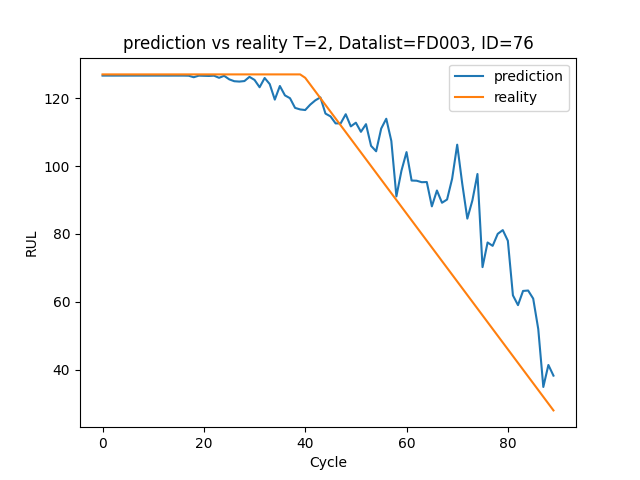 prediction vs reality T=2, Datalist=FD003, ID=76
prediction
reality
RUL
120
100
80
60
40
0 20 40 60 80
Cycle